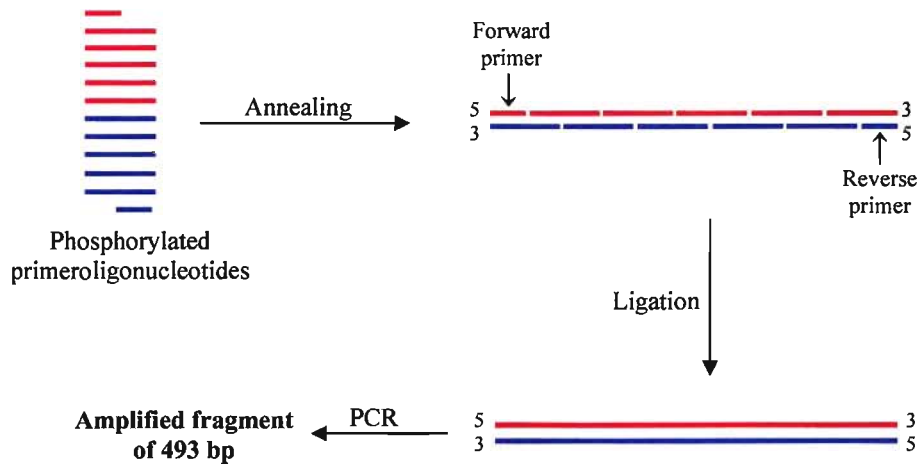 Forward
primer
Annealing
5 3
3 5
Reverse
primer
Phosphorylated
primeroligonucleotides
Ligation
Amplified fragment
of 493 bp
PCR
5 3
3 5